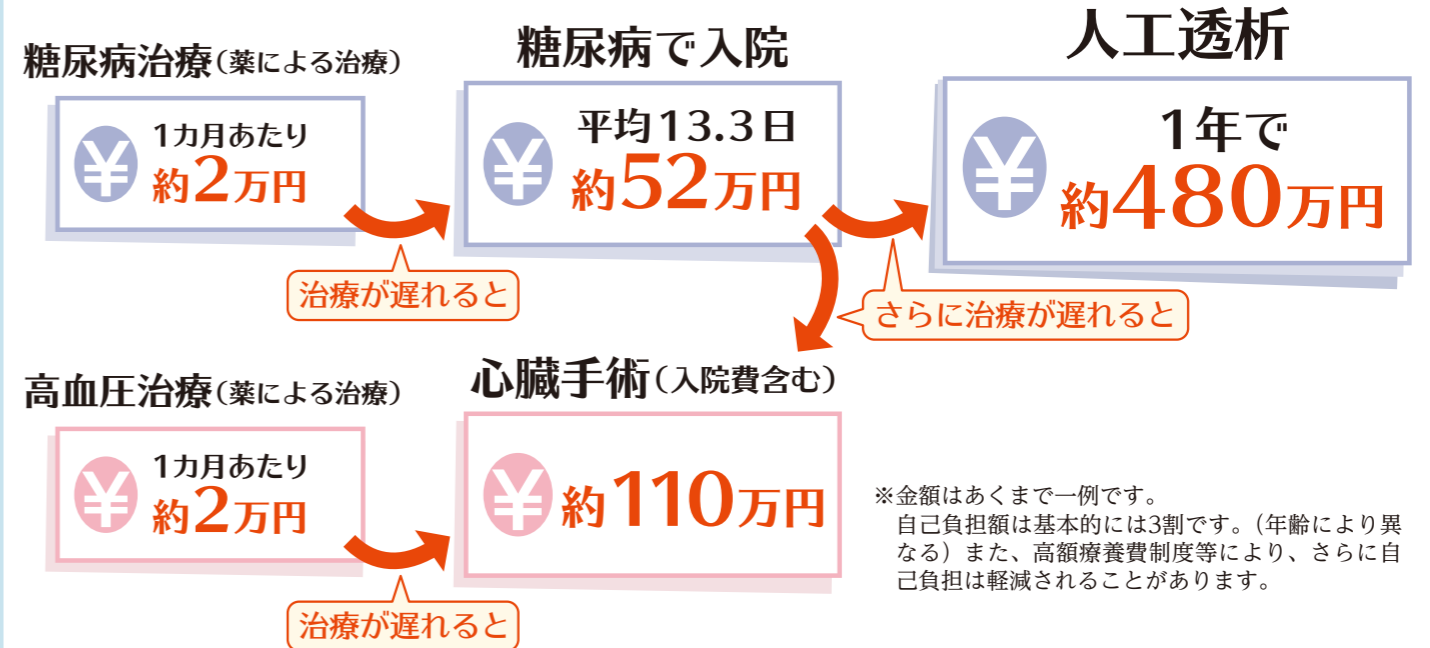 糖尿病治療(薬による治療)
¥
1カ月あたり
約2万円
治療が遅れると
糖尿病で入院
¥
平均13.3日
約52万円
さらに治療が遅れると
人工透析
¥
1年で
約480万円
高血圧治療(薬による治療)
¥
1カ月あたり
約2万円
治療が遅れると
心臓手術(入院費含む)
¥
約110万円
※金額はあくまで一例です。
自己負担額は基本的には3割です。(年齢により異
なる)また、高額療養費制度等により、さらに自
己負担は軽減されることがあります。